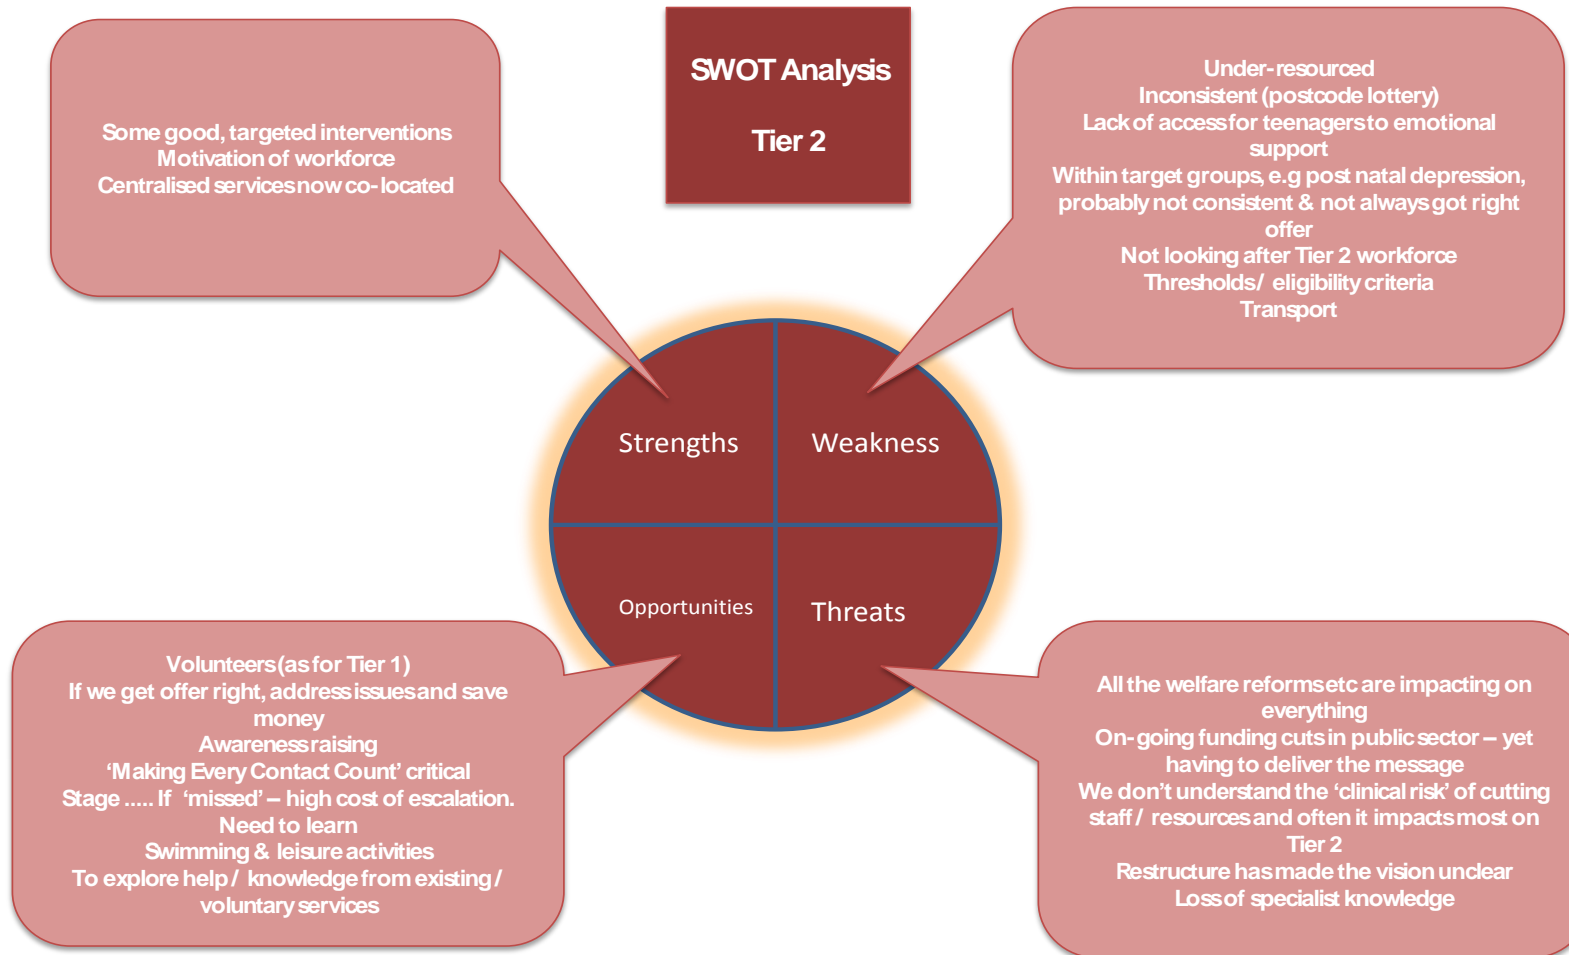 SWOT Analysis
Tier 2
Some good, targeted interventions
Motivation of workforce
Centralised services now co-located
Under-resourced
Inconsistent (postcode lottery)
Lack of access for teenagers to emotional
support
Within target groups, e.g post natal depression,
probably not consistent & not always got right
offer
Not looking after Tier 2 workforce
Thresholds / eligibility criteria
Transport
Strengths
Weakness
Opportunities
Threats
Volunteers (as for Tier 1)
If we get offer right, address issues and save
money
Awareness raising
‘Making Every Contact Count’ critical
Stage ..... If ‘missed’ – high cost of escalation.
Need to learn
Swimming & leisure activities
To explore help / knowledge from existing /
voluntary services
All the welfare reforms etc are impacting on
everything
On-going funding cuts in public sector – yet
having to deliver the message
We don’t understand the ‘clinical risk’ of cutting
staff / resources and often it impacts most on
Tier 2
Restructure has made the vision unclear
Loss of specialist knowledge